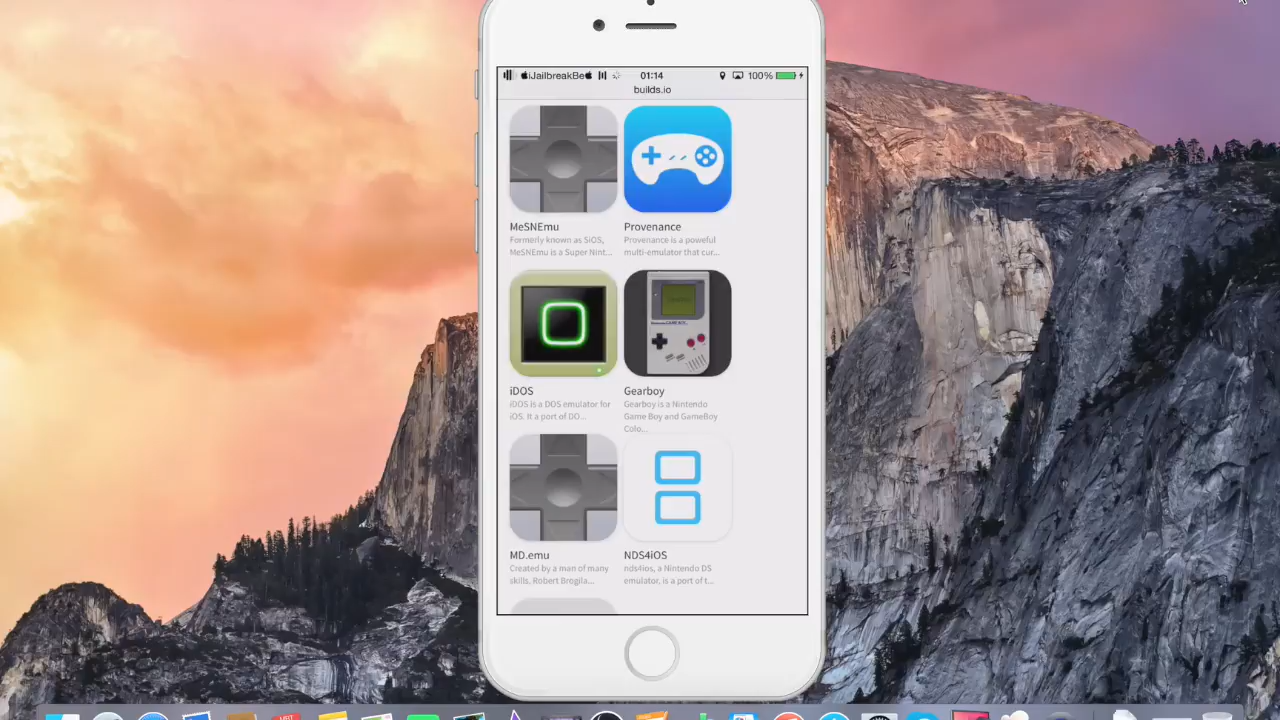 iJailbreakBe 01:14 100%
builds.io
MeSNEmu
Formerly known as SiOS,
MeSNEmu is a Super Nint...
Provenance
Provenance is a poweful
multi-emulator that cur...
iDOS
iDOS is a DOS emulator for
iOS. It a port of DO...
Gearboy
Gearboy is a Nintendo
Game Boy and GameBoy
Colo...
MD.emu
Created by a man of many
skills, Robert Broglia...
NDS4iOS
nds4ios, a Nintendo DS
emulator, is a port of t...